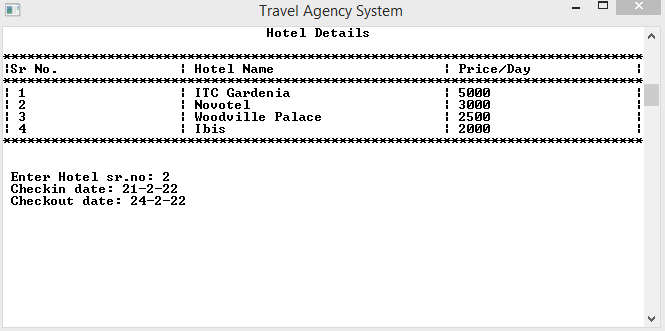 Travel Agency System
Hotel Details
************************************************************************************
¦Sr No. ¦ Hotel Name ¦ Price/Day ¦
************************************************************************************
¦ 1 ¦ ITC Gardenia ¦ 5000 ¦
¦ 2 ¦ Novotel ¦ 3000 ¦
¦ 3 ¦ Woodville Palace ¦ 2500 ¦
¦ 4 ¦ Ibis ¦ 2000 ¦
************************************************************************************
Enter Hotel sr.no: 2
Checkin date: 21-2-22
Checkout date: 24-2-22